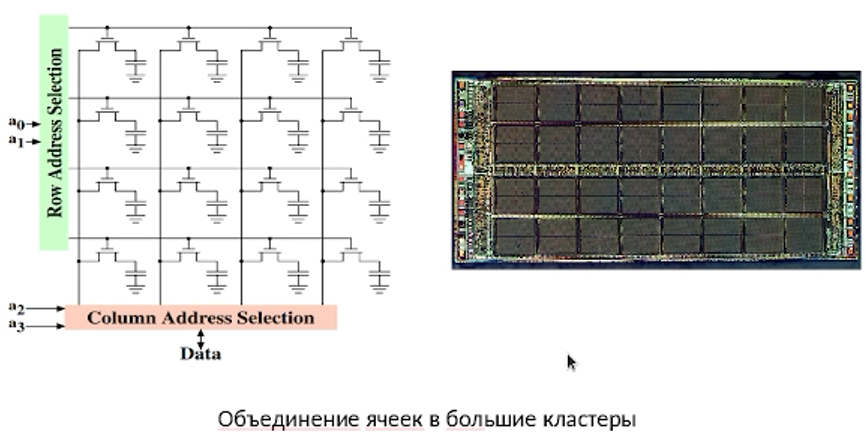 Row Address Selection
a0
a1
a2
a3
Column Address Selection
Data
Объединение ячеек в большие кластеры